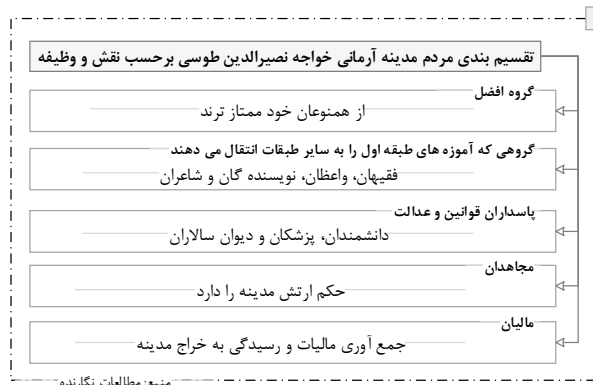 تقسیم بندی مردم مدینه آرمانی خواجه نصیرالدین طوسی برحسب نقش و وظیفه
گروه افضل
از همنوعان خود ممتاز ترند
گروهی که آموزه های طبقه اول را به سایر طبقات انتقال می دهند
فقیهان، واعظان، نویسنده گان و شاعران
پاسداران قوانین و عدالت
دانشمندان، پزشکان و دیوان سالاران
مجاهدان
حکم ارتش مدینه را دارد
مالیان
جمع آوری مالیات و رسیدگی به خراج مدینه
منبع: مطالعات نگارنده